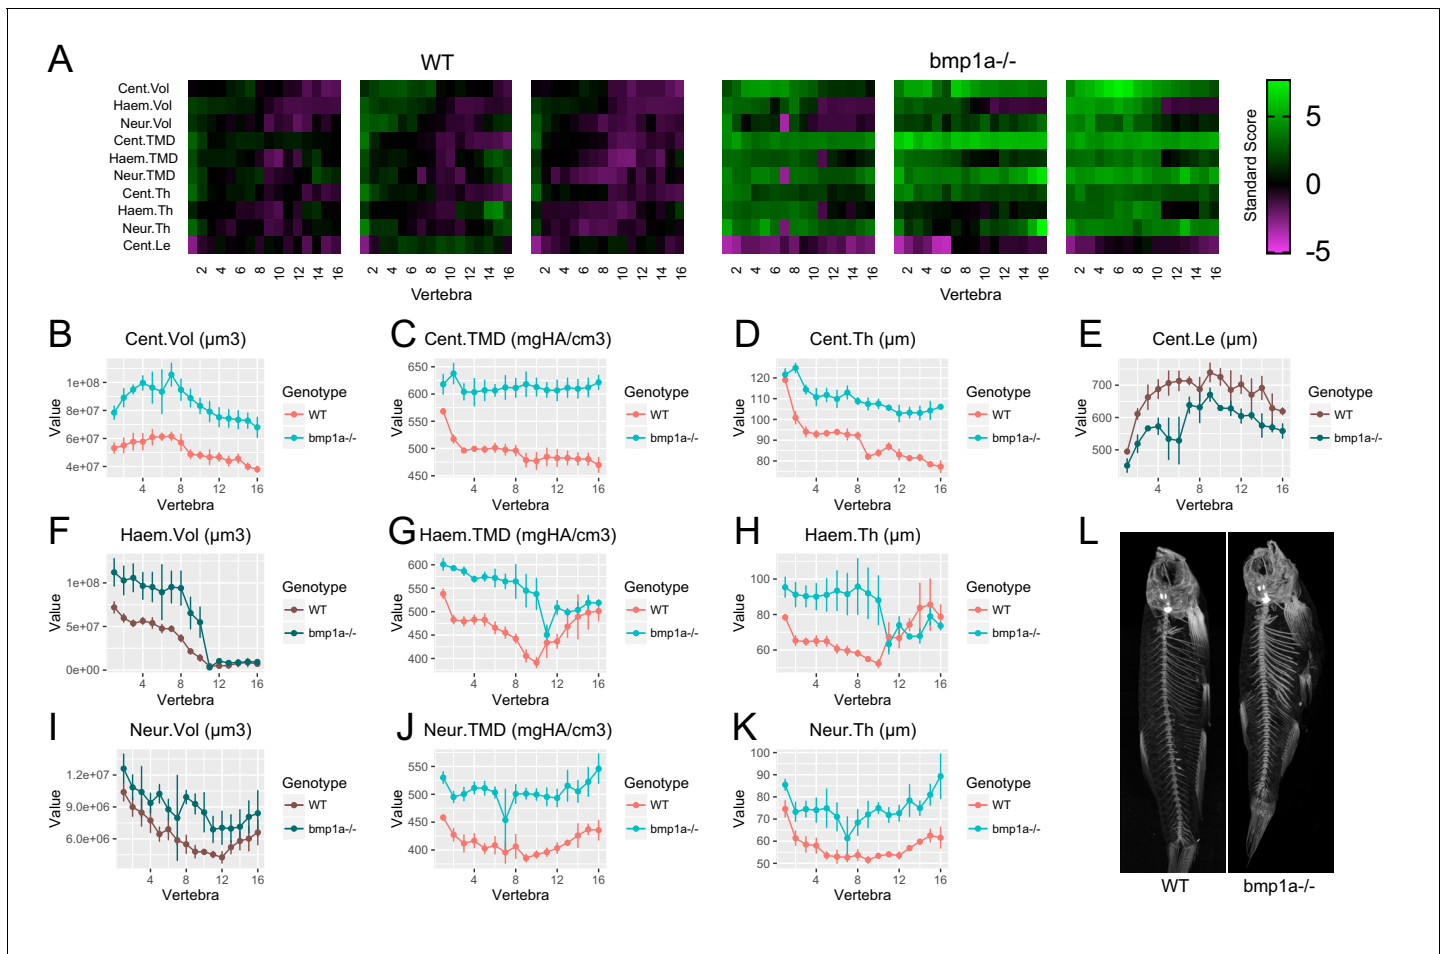 A
WT
bmp1a-/-
Cent.Vol
Haem.Vol
Neur.Vol
Cent.TMD
Haem.TMD
Neur.TMD
Cent.Th
Haem.Th
Neur.Th
Cent.Le
2 4 6 8 10 12 14 16
2 4 6 8 10 12 14 16
2 4 6 8 10 12 14 16
2 4 6 8 10 12 14 16
2 4 6 8 10 12 14 16
2 4 6 8 10 12 14 16
Vertebra
Vertebra
Standard Score
5
0
-5
B
Cent.Vol (µm3)
Value
1e+08
8e+07
6e+07
4e+07
4 8 12 16
Vertebra
Genotype
WT
bmp1a-/-
C
Cent.TMD (mgHA/cm3)
Value
650
600
550
500
450
4 8 12 16
Vertebra
Genotype
WT
bmp1a-/-
D
Cent.Th (µm)
Value
120
100
90
80
4 8 12 16
Vertebra
Genotype
WT
bmp1a-/-
E
Cent.Le (µm)
Value
700
600
500
4 8 12 16
Vertebra
Genotype
WT
bmp1a-/-
F
Haem.Vol (µm3)
Value
1e+08
5e+07
0e+00
4 8 12 16
Vertebra
Genotype
WT
bmp1a-/-
G
Haem.TMD (mgHA/cm3)
Value
600
550
500
450
400
4 8 12 16
Vertebra
Genotype
WT
bmp1a-/-
H
Haem.Th (µm)
Value
100
80
60
4 8 12 16
Vertebra
Genotype
WT
bmp1a-/-
I
Neur.Vol (µm3)
Value
1.2e+07
9.0e+06
6.0e+06
4 8 12 16
Vertebra
Genotype
WT
bmp1a-/-
J
Neur.TMD (mgHA/cm3)
Value
550
500
450
400
4 8 12 16
Vertebra
Genotype
WT
bmp1a-/-
K
Neur.Th (µm)
Value
100
90
80
70
60
50
4 8 12 16
Vertebra
Genotype
WT
bmp1a-/-
L
WT
bmp1a-/-